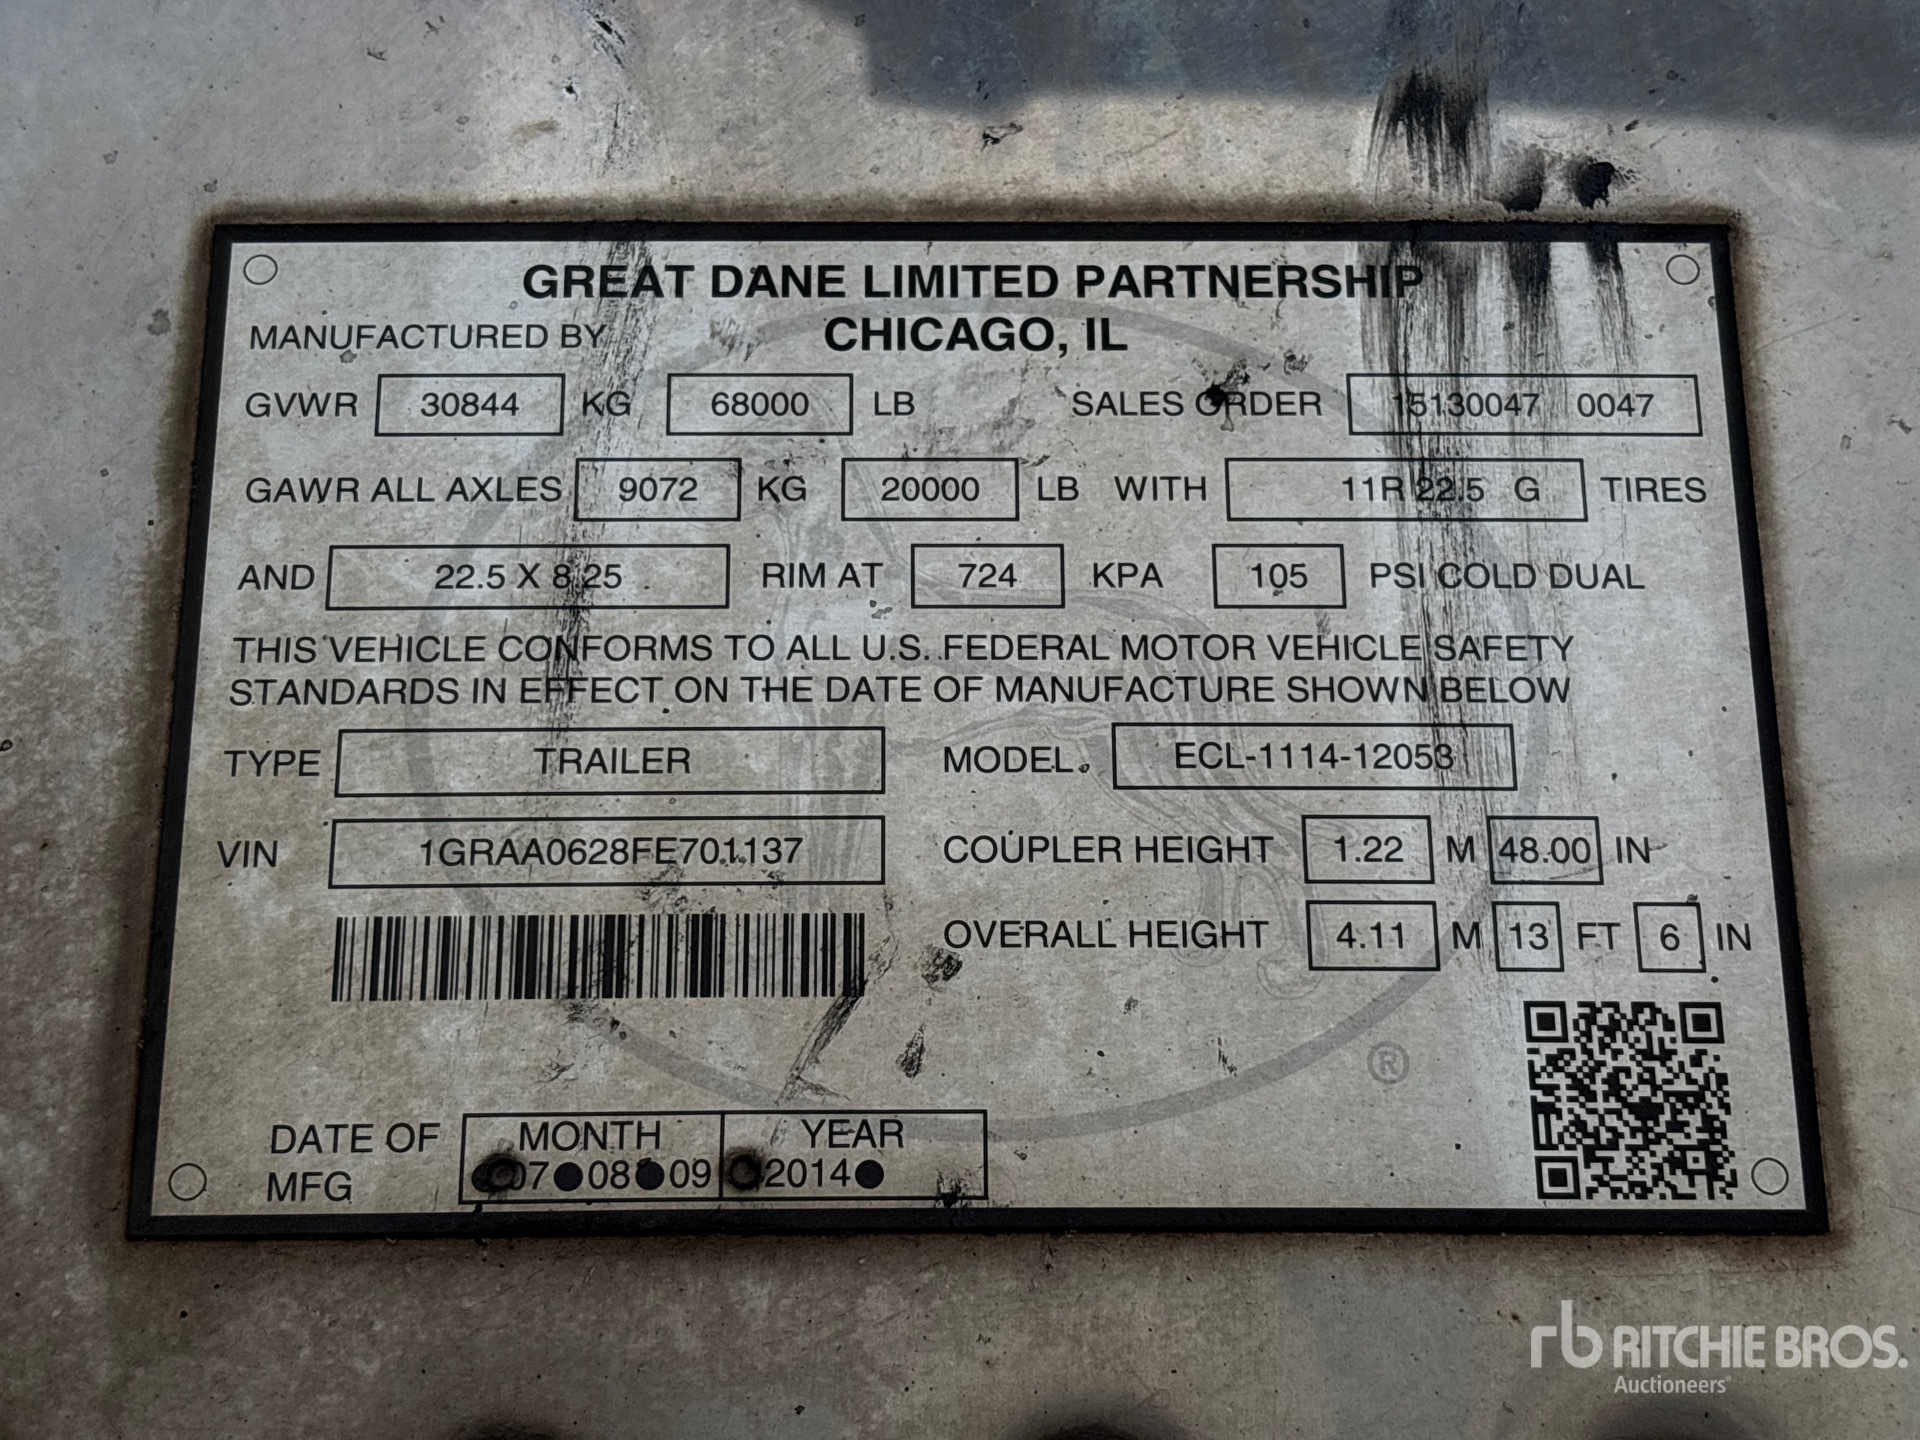 GREAT DANE LIMITED PARTNERSHIP
MANUFACTURED BY CHICAGO, IL
GVWR 30844 KG 68000 LB SALES ORDER 15130047 0047
GAWR ALL AXLES 9072 KG 20000 LB WITH 11R 22.5 G TIRES
AND 22.5 X 8.25 RIM AT 724 KPA 105 PSI COLD DUAL
THIS VEHICLE CONFORMS TO ALL U.S. FEDERAL MOTOR VEHICLE SAFETY
STANDARDS IN EFFECT ON THE DATE OF MANUFACTURE SHOWN BELOW
TYPE TRAILER MODEL ECL-1114-12053
VIN 1GRAA0628FE701137 COUPLER HEIGHT 1.22 M 48.00 IN
OVERALL HEIGHT 4.11 M 13 FT 6 IN
®
DATE OF MONTH YEAR
MFG 07 08 09 2014
rb RITCHIE BROS.
Auctioneers